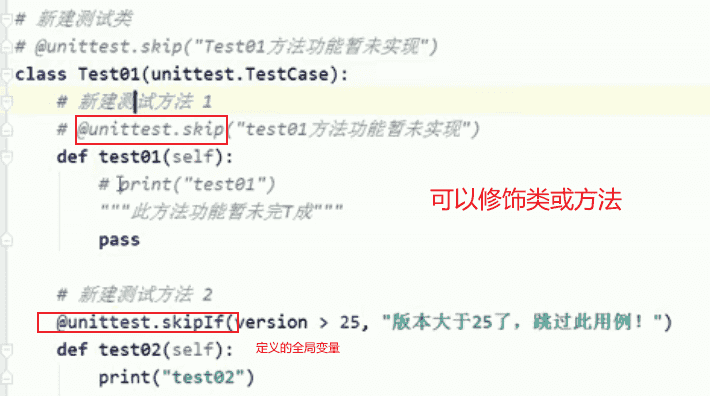 # 新建测试类
# @unittest.skip("Test01方法功能暂未实现")
class Test01(unittest.TestCase):
# 新建测试方法 1
# @unittest.skip("test01方法功能暂未实现")
def test01(self):
# print("test01")
"""此方法功能暂未完T成"""
可以修饰类或方法
pass
# 新建测试方法 2
@unittest.skipIf(version > 25, "版本大于25了，跳过此用例！")
def test02(self):
定义的全局变量
print("test02")